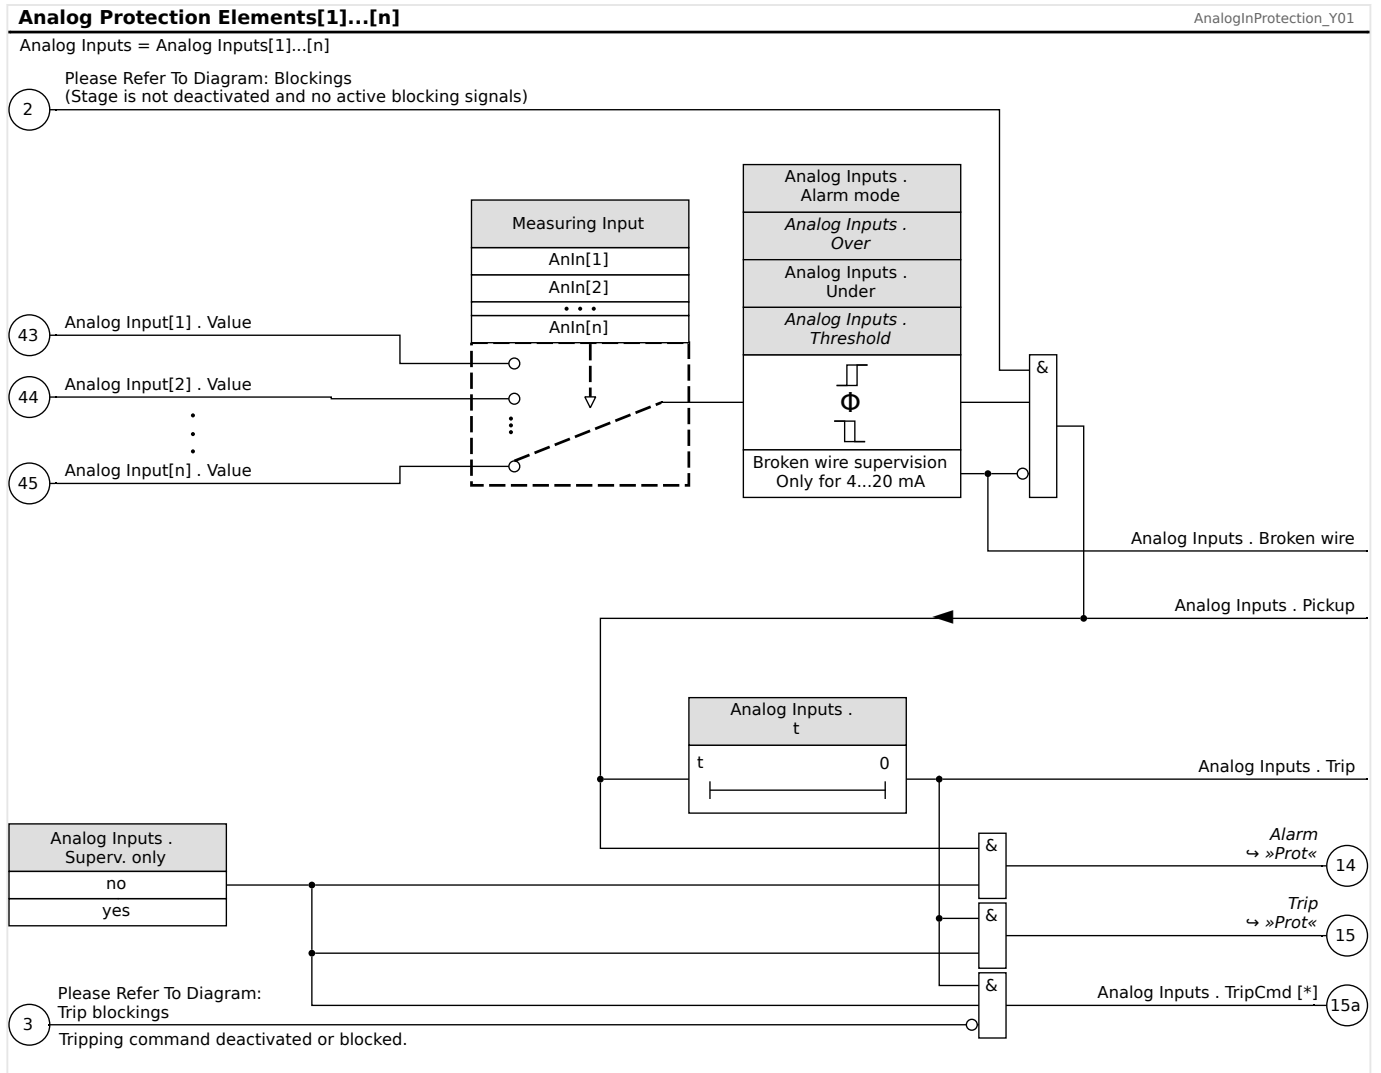 Analog Protection Elements[1]...[n]
AnalogInProtection_Y01
Analog Inputs = Analog Inputs[1]...[n]
Please Refer To Diagram: Blockings
(Stage is not deactivated and no active blocking signals)
2
Analog Inputs .
Alarm mode
Analog Inputs .
Over
Analog Inputs .
Under
Analog Inputs .
Threshold
Φ
Broken wire supervision
Only for 4...20 mA
Measuring Input
AnIn[1]
AnIn[2]
• • •
AnIn[n]
Analog Input[1] . Value
43
Analog Input[2] . Value
44
Analog Input[n] . Value
45
&
Analog Inputs . Broken wire
Analog Inputs . Pickup
Analog Inputs .
t
t 0
Analog Inputs . Trip
Analog Inputs .
Superv. only
no
yes
&
Alarm
↪ »Prot«
14
&
Trip
↪ »Prot«
15
&
Analog Inputs . TripCmd [*]
15a
Please Refer To Diagram:
Trip blockings
3
Tripping command deactivated or blocked.